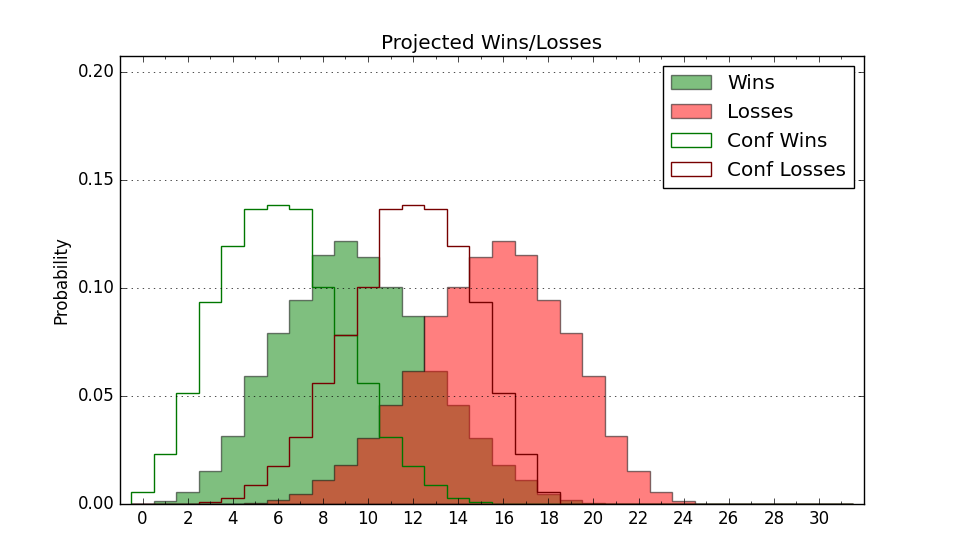 Projected Wins/Losses
0.20
0.15
0.10
0.05
0.00
Probability
Wins
Losses
Conf Wins
Conf Losses
0 2 4 6 8 10 12 14 16 18 20 22 24 26 28 30